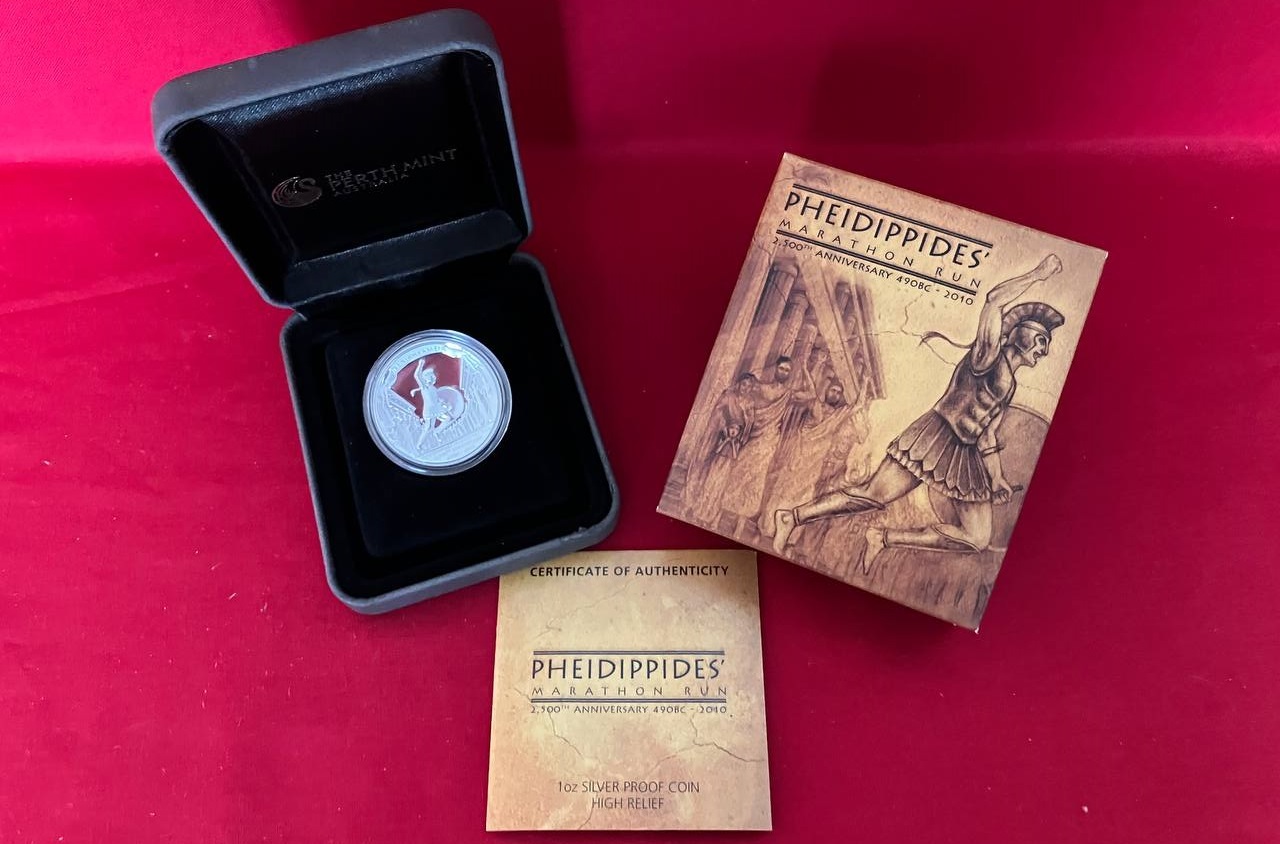 THE
PERTH MINT
AUSTRALIA
PHEIDIPPIDES'
MARATHON RUN
2,500TH ANNIVERSARY 490BC - 2010
CERTIFICATE OF AUTHENTICITY
PHEIDIPPIDES'
MARATHON RUN
2,500TH ANNIVERSARY 490BC - 2010
1oz SILVER PROOF COIN
HIGH RELIEF